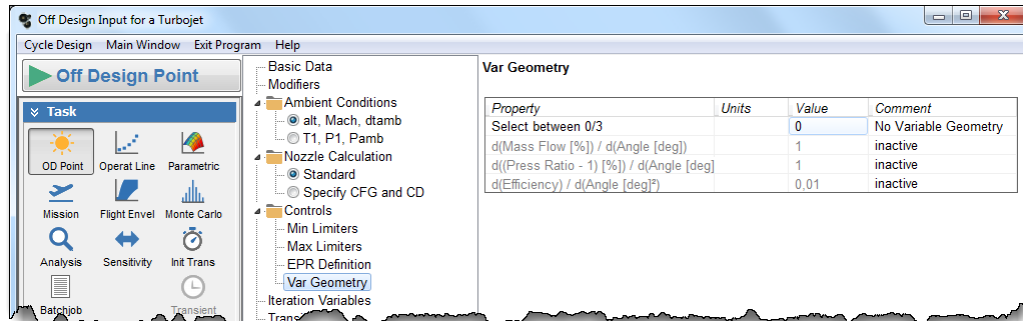 Off Design Input for a Turbojet
Cycle Design Main Window Exit Program Help
Off Design Point
Task
OD Point Operat Line Parametric
Mission Flight Envel Monte Carlo
Analysis Sensitivity Init Trans
Batchjob Transient
Basic Data
Modifiers
Ambient Conditions
alt, Mach, dtamb
T1, P1, Pamb
Nozzle Calculation
Standard
Specify CFG and CD
Controls
Min Limiters
Max Limiters
EPR Definition
Var Geometry
Iteration Variables
Var Geometry
Property Units Value Comment
Select between 0/3 0 No Variable Geometry
d(Mass Flow [%]) / d(Angle [deg]) 1 inactive
d((Press Ratio - 1) [%]) / d(Angle [deg] 1 inactive
d(Efficiency) / d(Angle [deg]²) 0,01 inactive